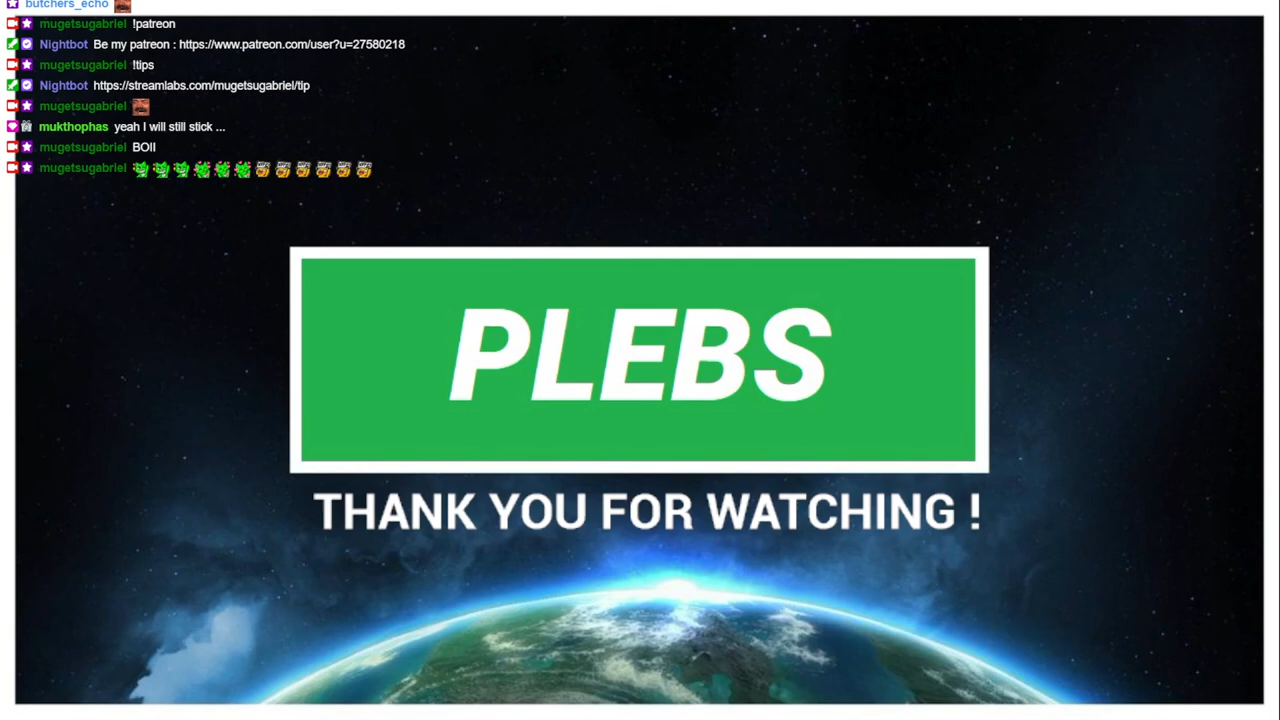 butchers_echo
mugetsugabriel !patreon
Nightbot Be my patreon : https://www.patreon.com/user?u=27580218
mugetsugabriel !tips
Nightbot https://streamlabs.com/mugetsugabriel/tip
mugetsugabriel
mukthophas yeah I will still stick ...
mugetsugabriel BOII
mugetsugabriel
PLEBS
THANK YOU FOR WATCHING !